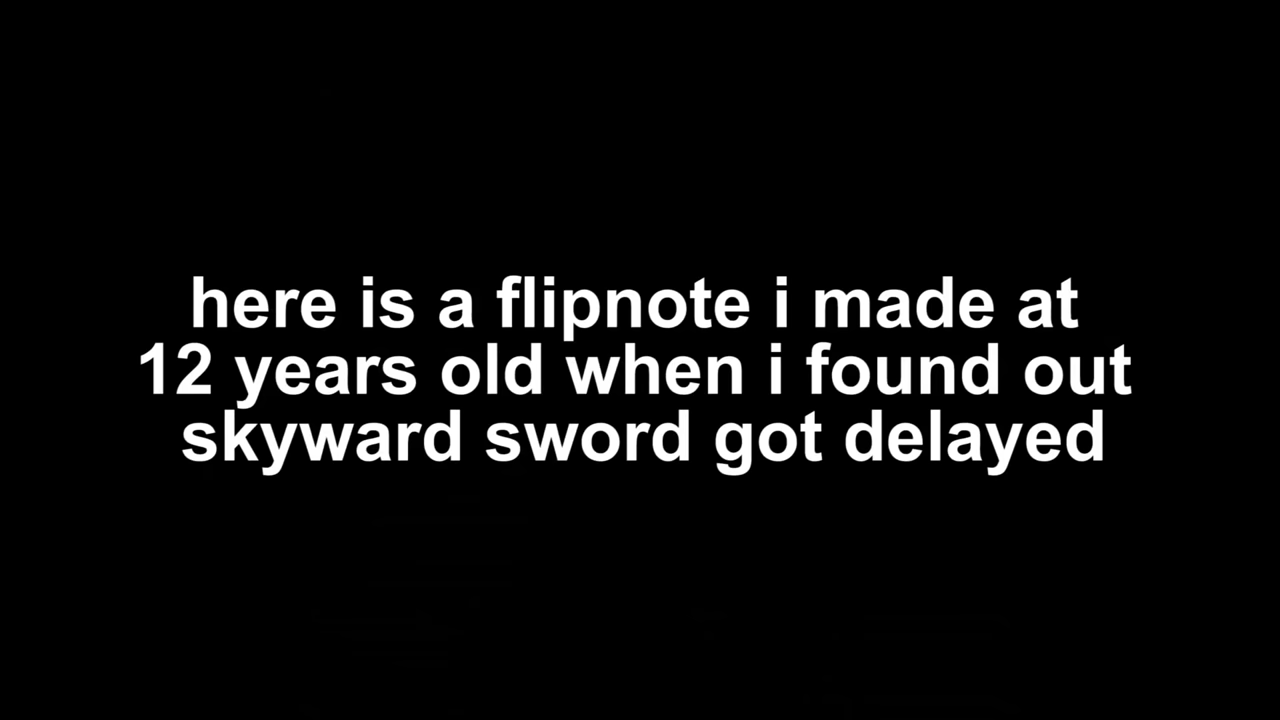 here is a flipnote i made at
12 years old when i found out
skyward sword got delayed